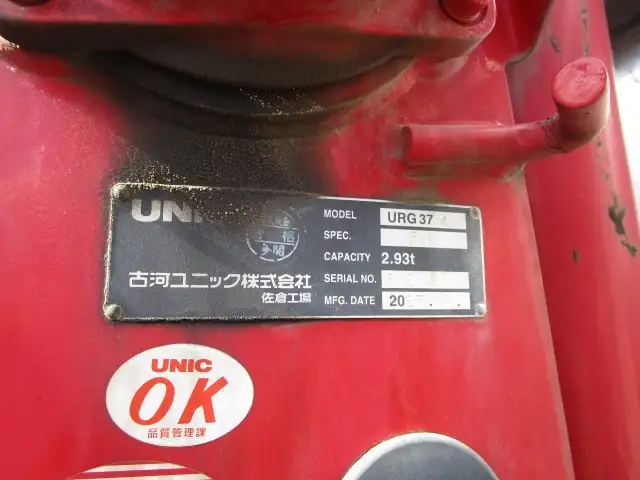 UNIC
MODEL URG37
SPEC.
CAPACITY 2.93t
SERIAL NO.
MFG. DATE 20
古河ユニック株式会社
佐倉工場
UNIC
OK
品質管理課